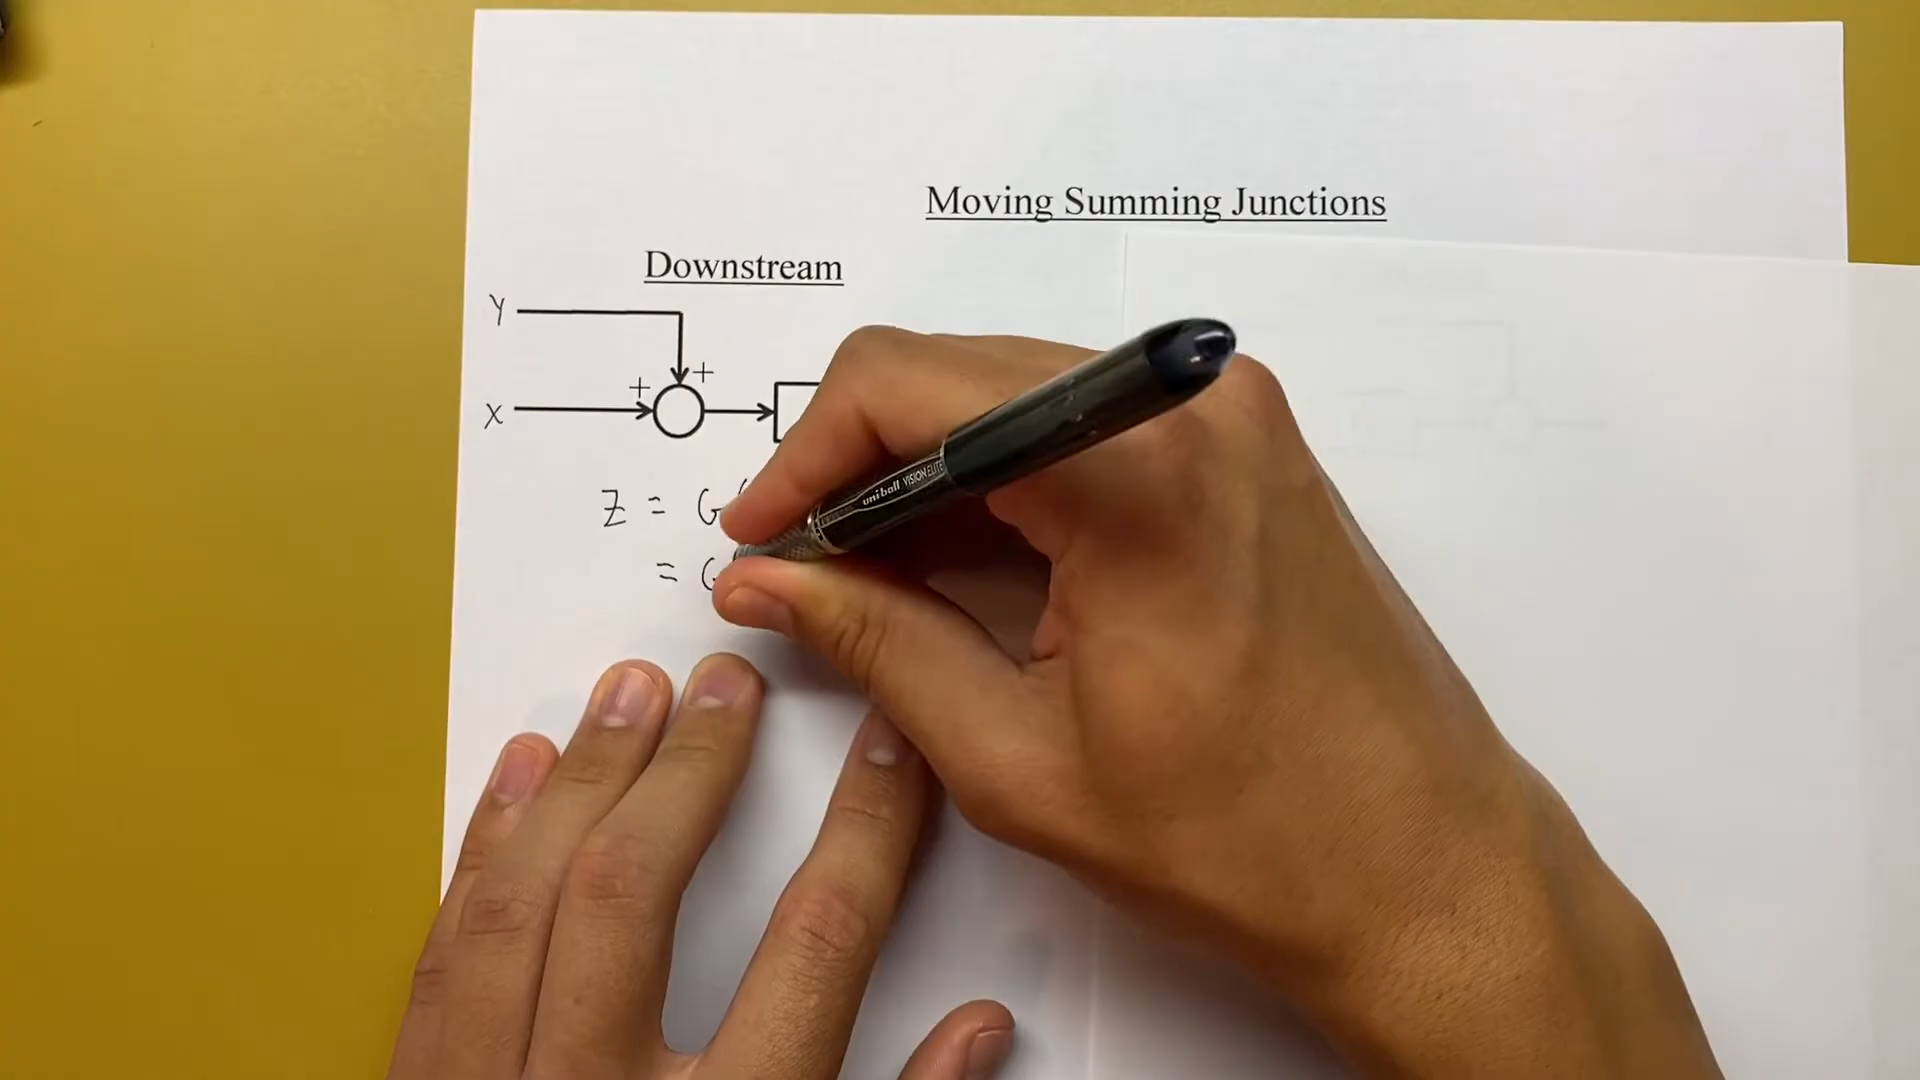 Moving Summing Junctions
Downstream
Y
+ +
X
Z = G(
= G
uniball VISION ELITE